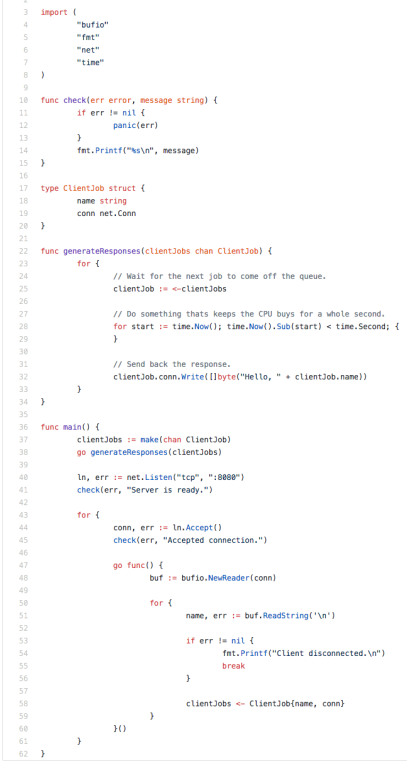 2
3 import (
4 "bufio"
5 "fmt"
6 "net"
7 "time"
8 )
9
10 func check(err error, message string) {
11 if err != nil {
12 panic(err)
13 }
14 fmt.Printf("%s\n", message)
15 }
16
17 type ClientJob struct {
18 name string
19 conn net.Conn
20 }
21
22 func generateResponses(clientJobs chan ClientJob) {
23 for {
24 // Wait for the next job to come off the queue.
25 clientJob := <-clientJobs
26
27 // Do something thats keeps the CPU buys for a whole second.
28 for start := time.Now(); time.Now().Sub(start) < time.Second; {
29 }
30
31 // Send back the response.
32 clientJob.conn.Write([]byte("Hello, " + clientJob.name))
33 }
34 }
35
36 func main() {
37 clientJobs := make(chan ClientJob)
38 go generateResponses(clientJobs)
39
40 ln, err := net.Listen("tcp", ":8080")
41 check(err, "Server is ready.")
42
43 for {
44 conn, err := ln.Accept()
45 check(err, "Accepted connection.")
46
47 go func() {
48 buf := bufio.NewReader(conn)
49
50 for {
51 name, err := buf.ReadString('\n')
52
53 if err != nil {
54 fmt.Printf("Client disconnected.\n")
55 break
56 }
57
58 clientJobs <- ClientJob{name, conn}
59 }
60 }()
61 }
62 }